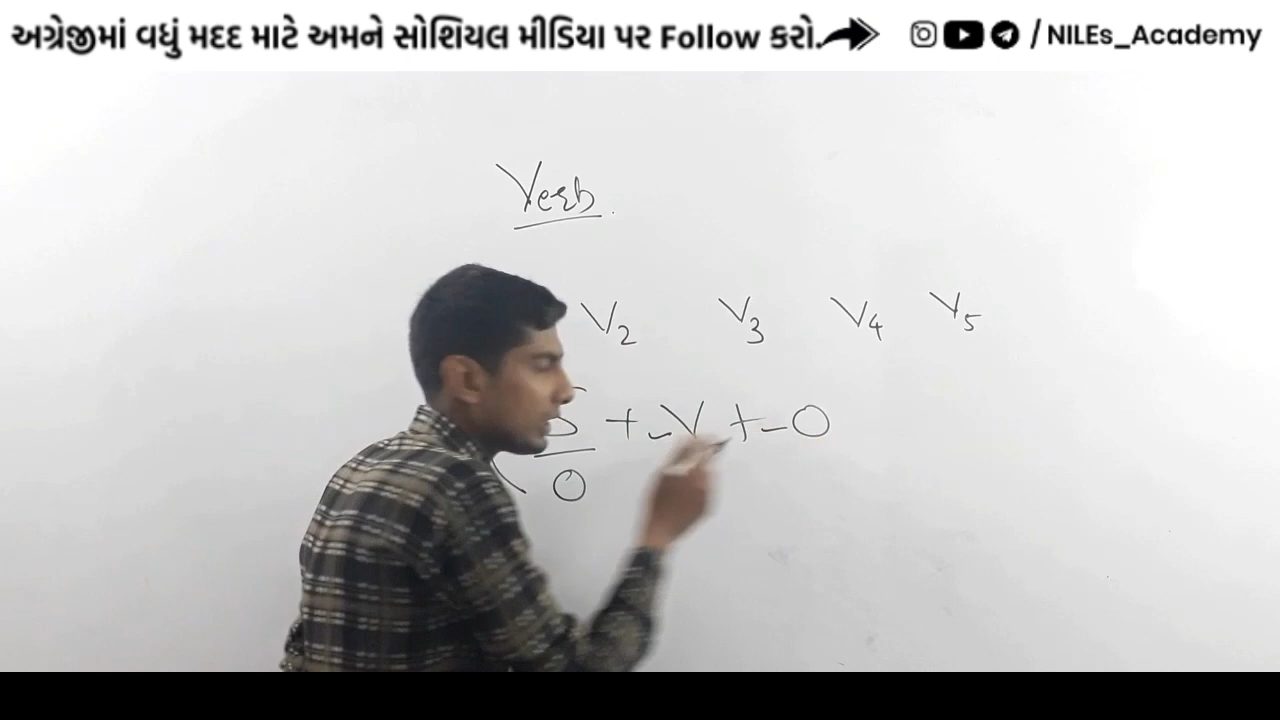 અગ્રેજીમાં વધું મદદ માટે અમને સોશિયલ મીડિયા પર Follow કરો. / NILEs_Academy
Verb.
V2 V3 V4 V5
S + - V + - O
O